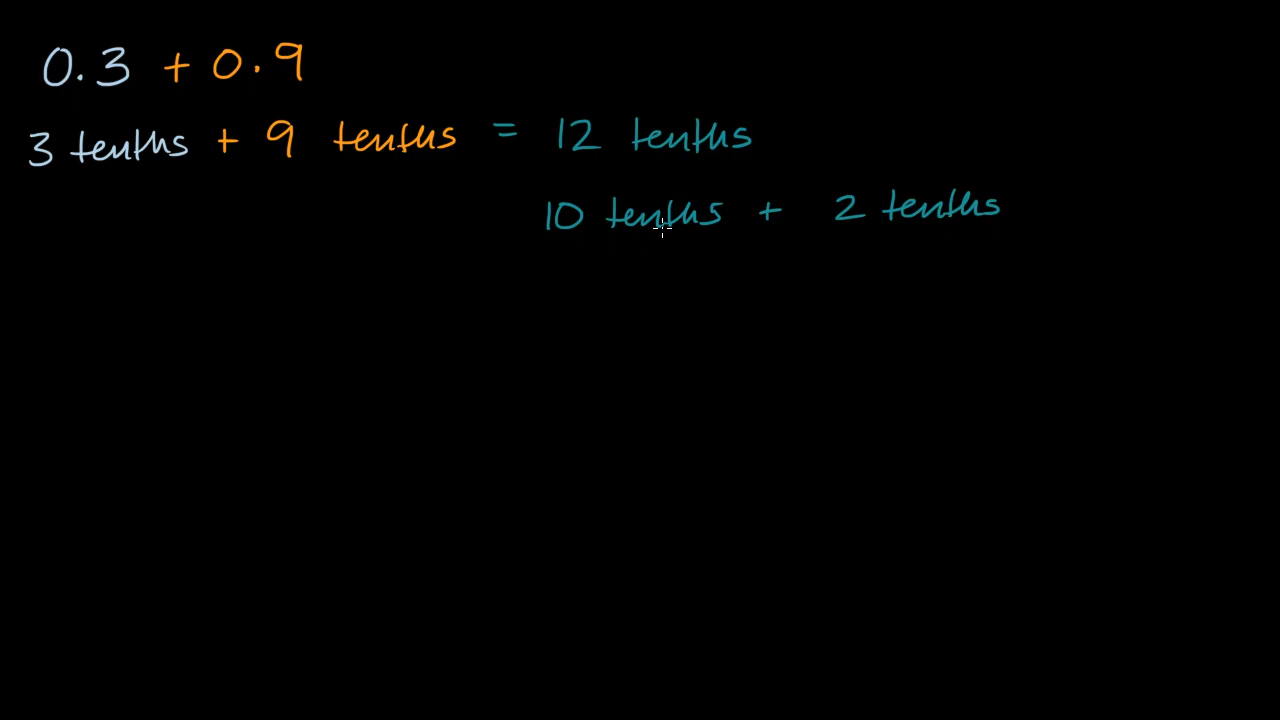 0.3 + 0.9
3 tenths + 9 tenths = 12 tenths
10 tenths + 2 tenths